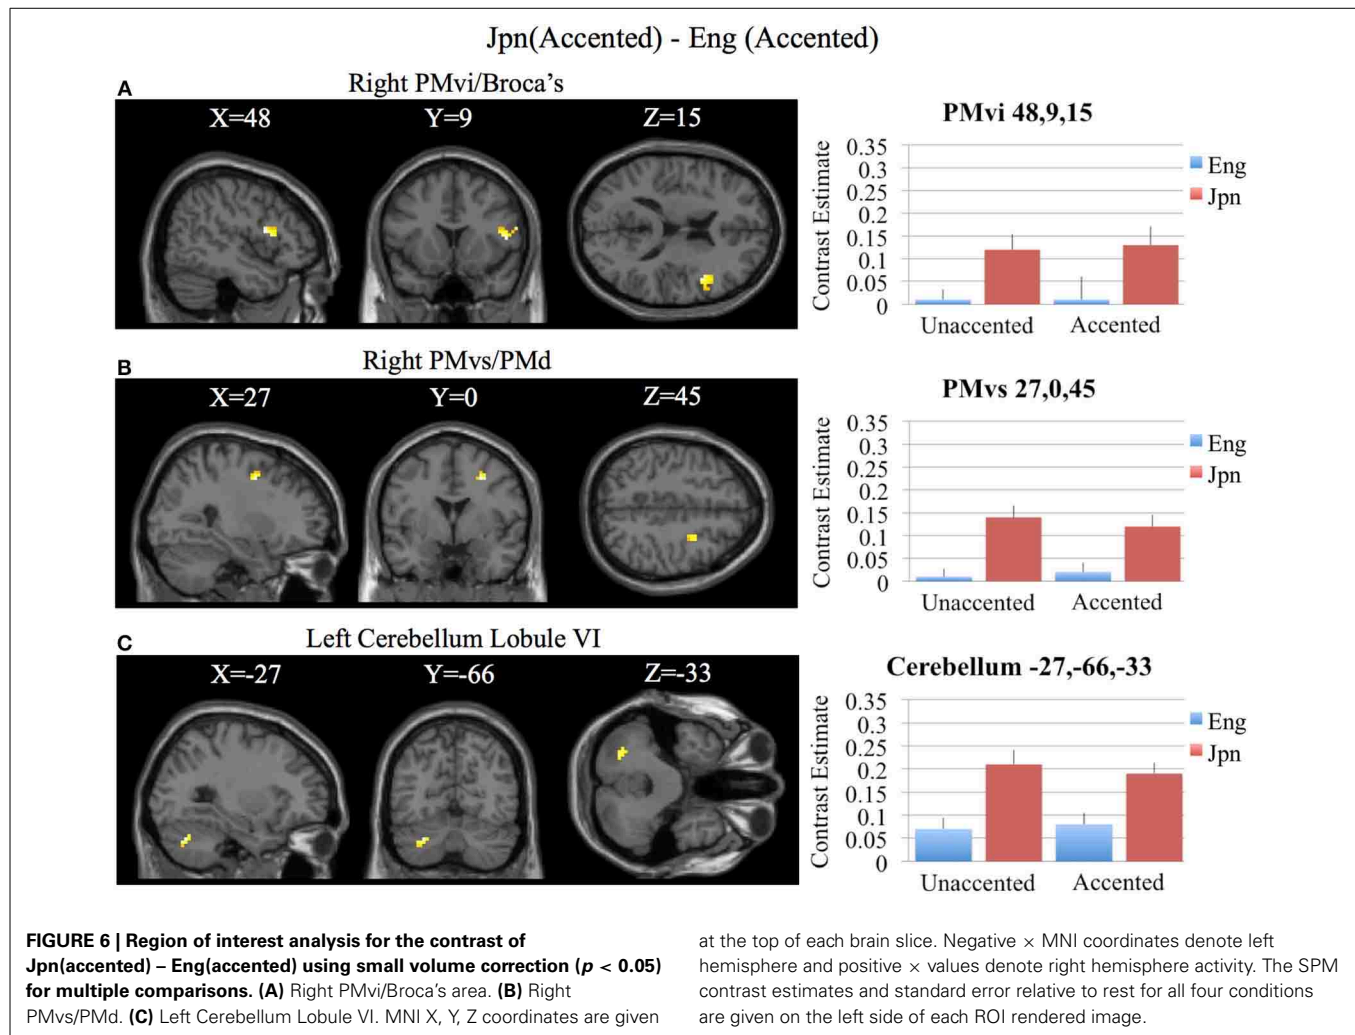 Jpn(Accented) - Eng (Accented)
A
Right PMvi/Broca's
X=48
Y=9
Z=15
PMvi 48,9,15
Contrast Estimate
0.35
0.3
0.25
0.2
0.15
0.1
0.05
0
Unaccented
Accented
Eng
Jpn
B
Right PMvs/PMd
X=27
Y=0
Z=45
PMvs 27,0,45
Contrast Estimate
0.35
0.3
0.25
0.2
0.15
0.1
0.05
0
Unaccented
Accented
Eng
Jpn
C
Left Cerebellum Lobule VI
X=-27
Y=-66
Z=-33
Cerebellum -27,-66,-33
Contrast Estimate
0.35
0.3
0.25
0.2
0.15
0.1
0.05
0
Unaccented
Accented
Eng
Jpn
FIGURE 6 | Region of interest analysis for the contrast of
Jpn(accented) – Eng(accented) using small volume correction (p < 0.05)
for multiple comparisons. (A) Right PMvi/Broca's area. (B) Right
PMvs/PMd. (C) Left Cerebellum Lobule VI. MNI X, Y, Z coordinates are given
at the top of each brain slice. Negative × MNI coordinates denote left
hemisphere and positive × values denote right hemisphere activity. The SPM
contrast estimates and standard error relative to rest for all four conditions
are given on the left side of each ROI rendered image.